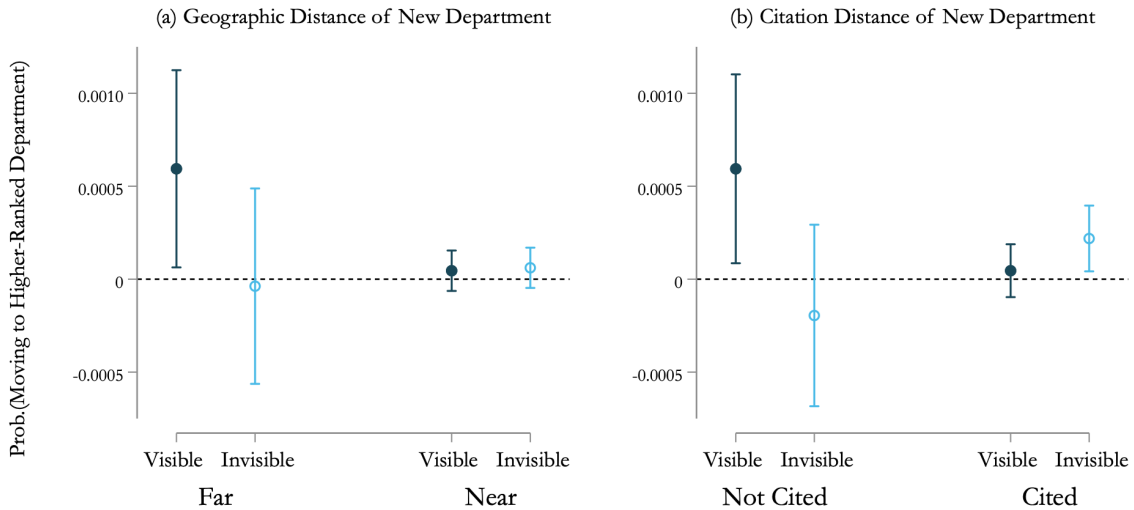 (a) Geographic Distance of New Department
(b) Citation Distance of New Department
Prob.(Moving to Higher-Ranked Department)
0.0010
0.0005
0
-0.0005
Visible
Invisible
Visible
Invisible
Far
Near
0.0010
0.0005
0
-0.0005
Visible
Invisible
Visible
Invisible
Not Cited
Cited